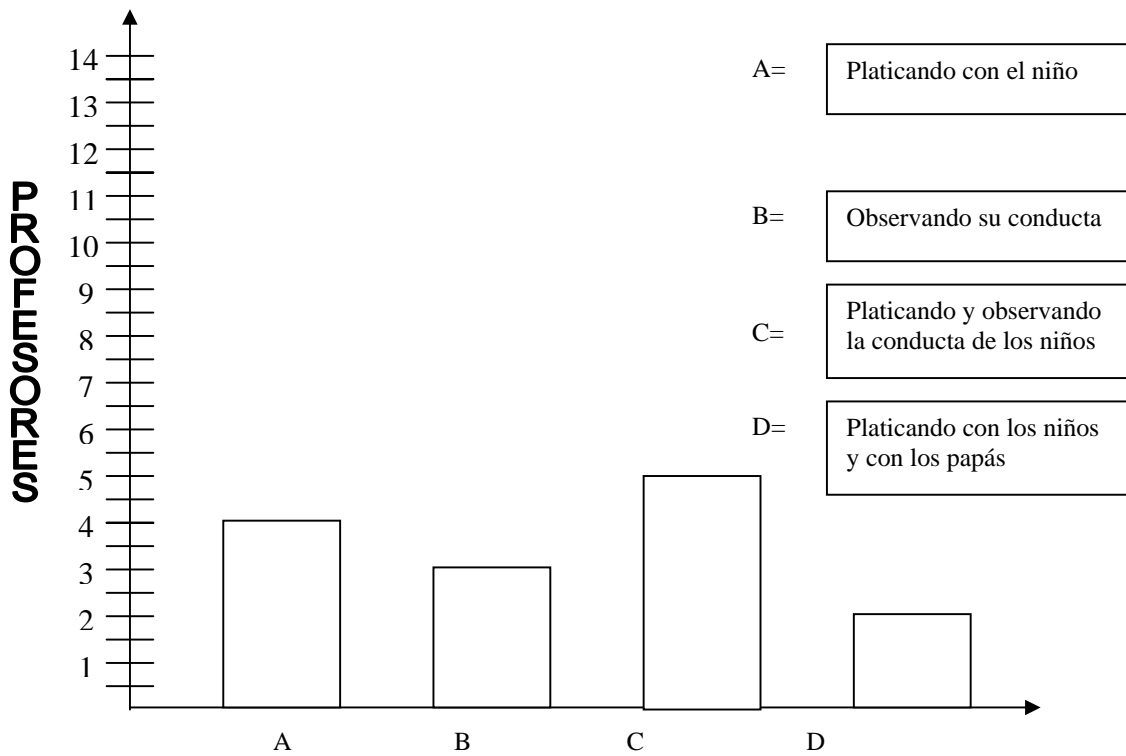 PROFESORES
14
13
12
11
10
9
8
7
6
5
4
3
2
1
A=
Platicando con el niño
B=
Observando su conducta
C=
Platicando y observando
la conducta de los niños
D=
Platicando con los niños
y con los papás
A B C D